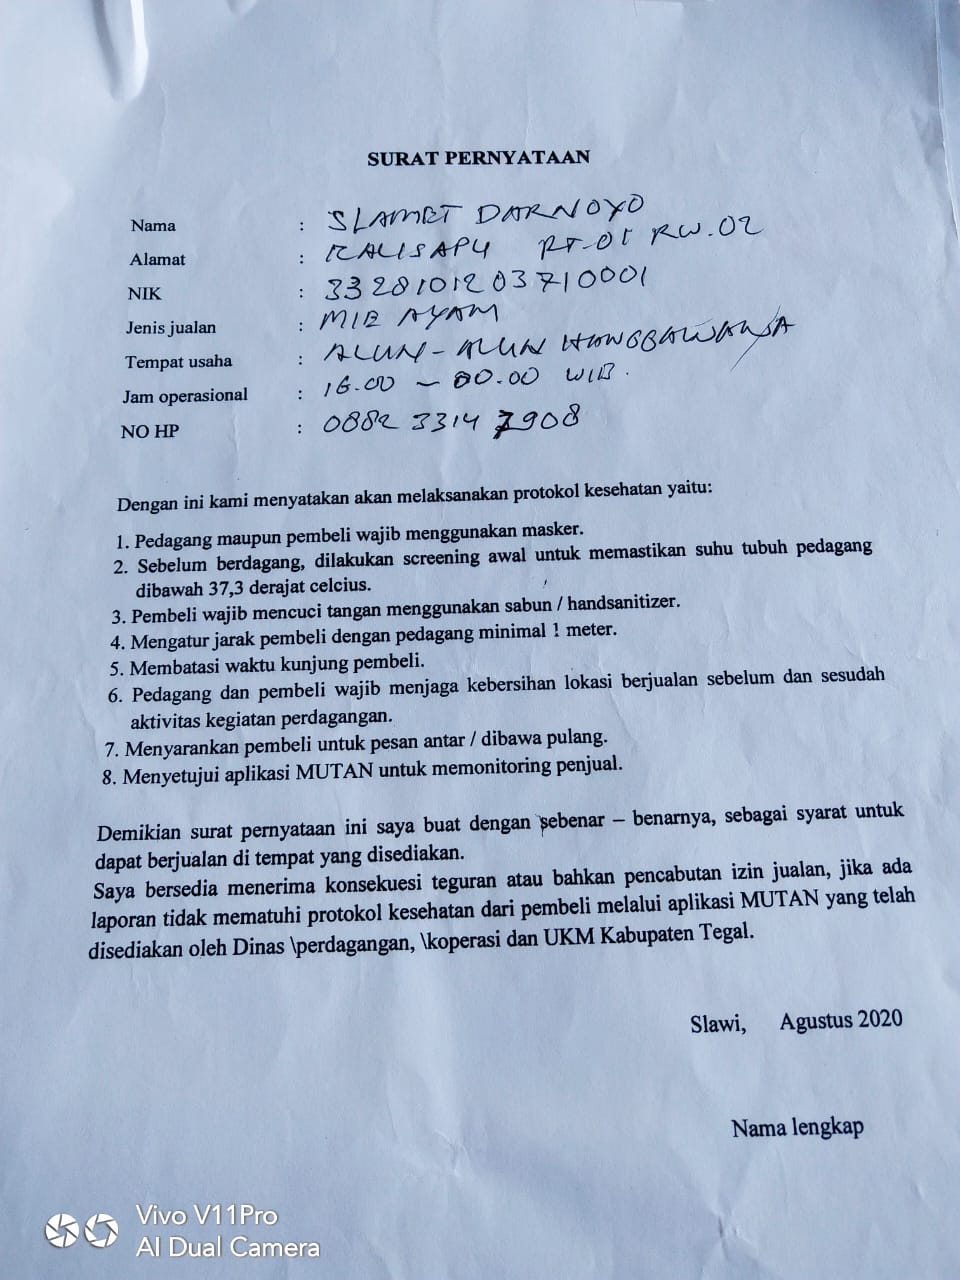 SURAT PERNYATAAN
Nama : SLAMET DARNOYO
Alamat : KALISAPU RT-01 RW.02
NIK : 3328101203710001
Jenis jualan : MIE AYAM
Tempat usaha : ALUN-ALUN HANGGAWANA
Jam operasional : 16.00 ~ 00.00 WIB.
NO HP : 0882 3314 7908
Dengan ini kami menyatakan akan melaksanakan protokol kesehatan yaitu:
1. Pedagang maupun pembeli wajib menggunakan masker.
2. Sebelum berdagang, dilakukan screening awal untuk memastikan suhu tubuh pedagang
dibawah 37,3 derajat celcius.
3. Pembeli wajib mencuci tangan menggunakan sabun / handsanitizer.
4. Mengatur jarak pembeli dengan pedagang minimal ! meter.
5. Membatasi waktu kunjung pembeli.
6. Pedagang dan pembeli wajib menjaga kebersihan lokasi berjualan sebelum dan sesudah
aktivitas kegiatan perdagangan.
7. Menyarankan pembeli untuk pesan antar / dibawa pulang.
8. Menyetujui aplikasi MUTAN untuk memonitoring penjual.
Demikian surat pernyataan ini saya buat dengan sebenar – benarnya, sebagai syarat untuk
dapat berjualan di tempat yang disediakan.
Saya bersedia menerima konsekuesi teguran atau bahkan pencabutan izin jualan, jika ada
laporan tidak mematuhi protokol kesehatan dari pembeli melalui aplikasi MUTAN yang telah
disediakan oleh Dinas \perdagangan, \koperasi dan UKM Kabupaten Tegal.
Slawi, Agustus 2020
Nama lengkap
Vivo V11Pro
AI Dual Camera